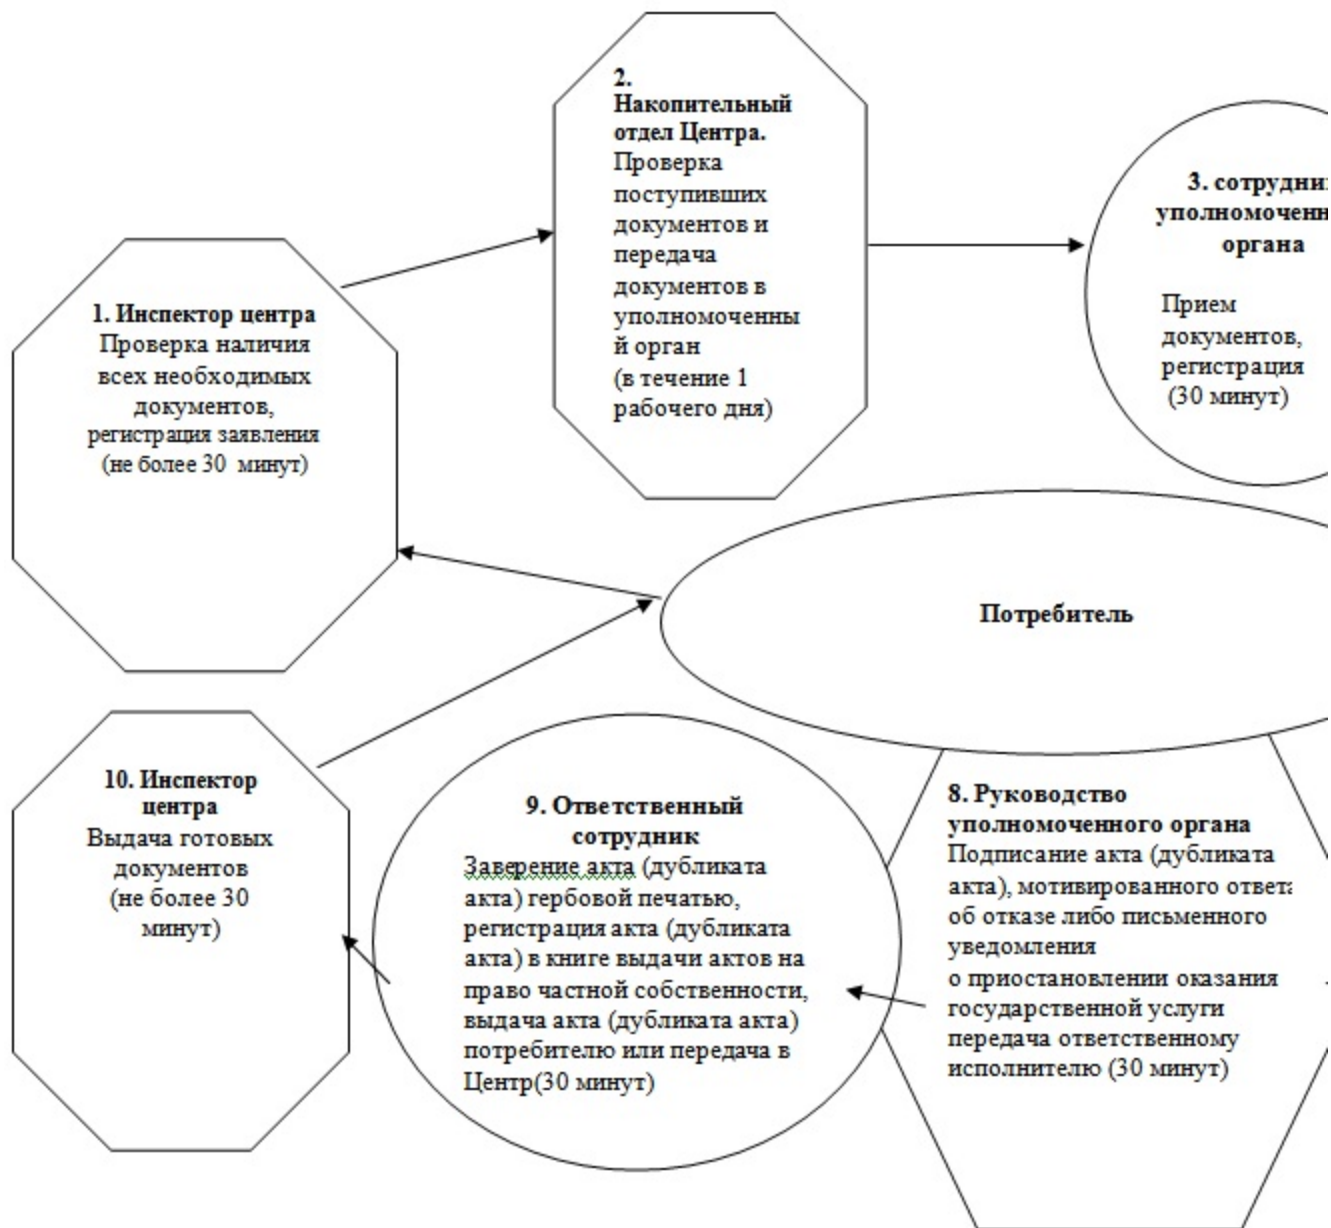 1. Инспектор центра
Проверка наличия
всех необходимых
документов,
регистрация заявления
(не более 30 минут)
2.
Накопительный
отдел Центра.
Проверка
поступивших
документов и
передача
документов в
уполномоченны
й орган
(в течение 1
рабочего дня)
3. сотрудни
уполномоченн
органа
Прием
документов,
регистрация
(30 минут)
Потребитель
10. Инспектор
центра
Выдача готовых
документов
(не более 30
минут)
9. Ответственный
сотрудник
Заверение акта (дубликата
акта) гербовой печатью,
регистрация акта (дубликата
акта) в книге выдачи актов на
право частной собственности,
выдача акта (дубликата акта)
потребителю или передача в
Центр(30 минут)
8. Руководство
уполномоченного органа
Подписание акта (дубликата
акта), мотивированного ответа
об отказе либо письменного
уведомления
о приостановлении оказания
государственной услуги
передача ответственному
исполнителю (30 минут)